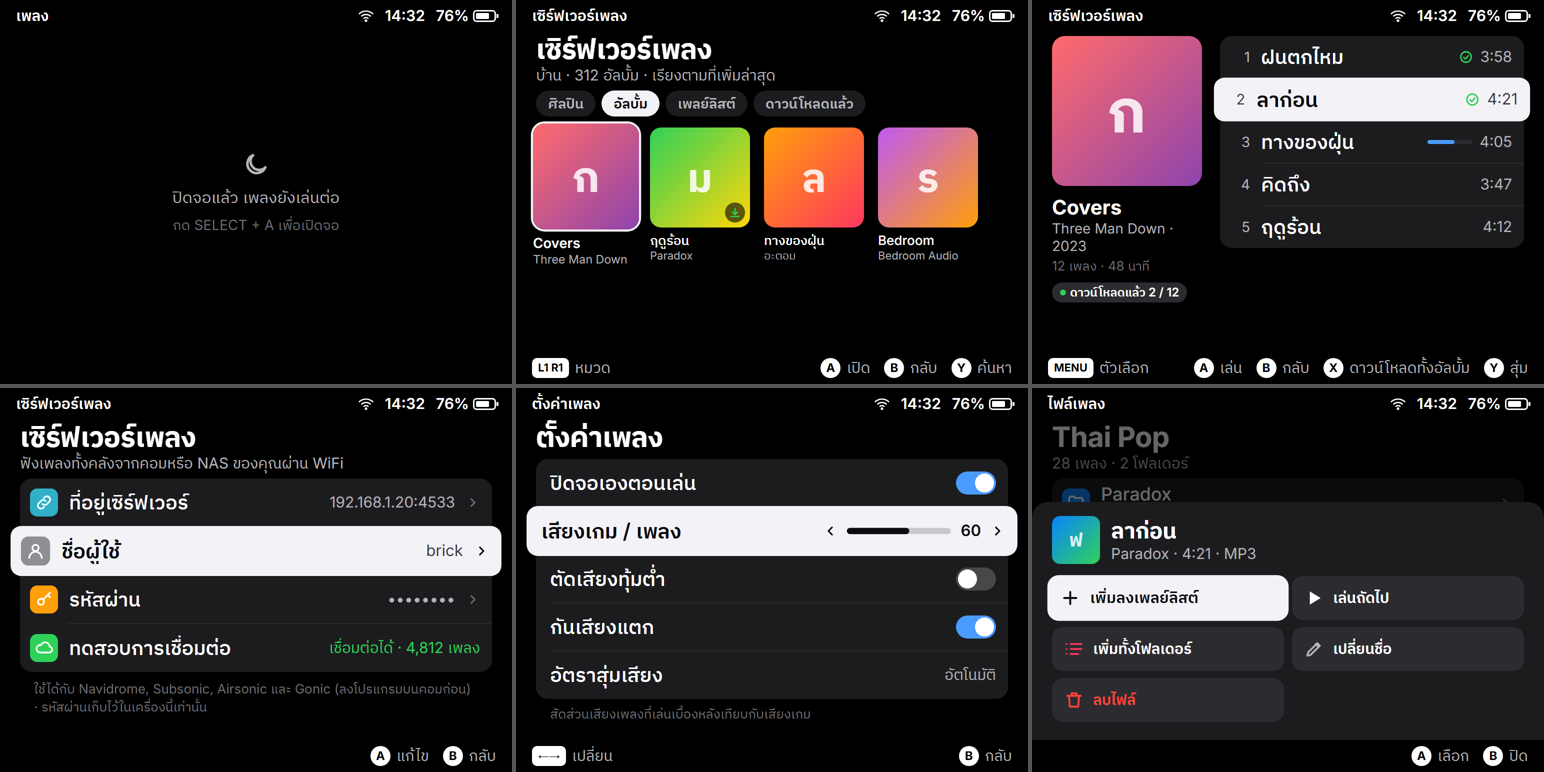 เพลง 14:32 76%
ปิดจอแล้ว เพลงยังเล่นต่อ
กด SELECT + A เพื่อเปิดจอ
เซิร์ฟเวอร์เพลง 14:32 76%
เซิร์ฟเวอร์เพลง
บ้าน · 312 อัลบั้ม · เรียงตามที่เพิ่มล่าสุด
ศิลปิน อัลบั้ม เพลย์ลิสต์ ดาวน์โหลดแล้ว
ก ม ล ร
Covers ฤดูร้อน ทางของฝุ่น Bedroom
Three Man Down Paradox อะตอม Bedroom Audio
L1 R1 หมวด A เปิด B กลับ Y ค้นหา
เซิร์ฟเวอร์เพลง 14:32 76%
ก
Covers
Three Man Down ·
2023
12 เพลง · 48 นาที
ดาวน์โหลดแล้ว 2 / 12
1 ฝนตกไหม 3:58
2 ลาก่อน 4:21
3 ทางของฝุ่น 4:05
4 คิดถึง 3:47
5 ฤดูร้อน 4:12
MENU ตัวเลือก A เล่น B กลับ X ดาวน์โหลดทั้งอัลบั้ม Y สุ่ม
เซิร์ฟเวอร์เพลง 14:32 76%
เซิร์ฟเวอร์เพลง
ฟังเพลงทั้งคลังจากคอมหรือ NAS ของคุณผ่าน WiFi
ที่อยู่เซิร์ฟเวอร์ 192.168.1.20:4533
ชื่อผู้ใช้ brick
รหัสผ่าน ••••••••
ทดสอบการเชื่อมต่อ เชื่อมต่อได้ · 4,812 เพลง
ใช้ได้กับ Navidrome, Subsonic, Airsonic และ Gonic (ลงโปรแกรมบนคอมก่อน)
· รหัสผ่านเก็บไว้ในเครื่องนี้เท่านั้น
A แก้ไข B กลับ
ตั้งค่าเพลง 14:32 76%
ตั้งค่าเพลง
ปิดจอเองตอนเล่น
เสียงเกม / เพลง 60
ตัดเสียงทุ้มต่ำ
กันเสียงแตก
อัตราสุ่มเสียง อัตโนมัติ
สัดส่วนเสียงเพลงที่เล่นเบื้องหลังเทียบกับเสียงเกม
←→ เปลี่ยน B กลับ
ไฟล์เพลง 14:32 76%
Thai Pop
28 เพลง · 2 โฟลเดอร์
Paradox
ฟ
ลาก่อน
Paradox · 4:21 · MP3
เพิ่มลงเพลย์ลิสต์ เล่นถัดไป
เพิ่มทั้งโฟลเดอร์ เปลี่ยนชื่อ
ลบไฟล์
A เลือก B ปิด